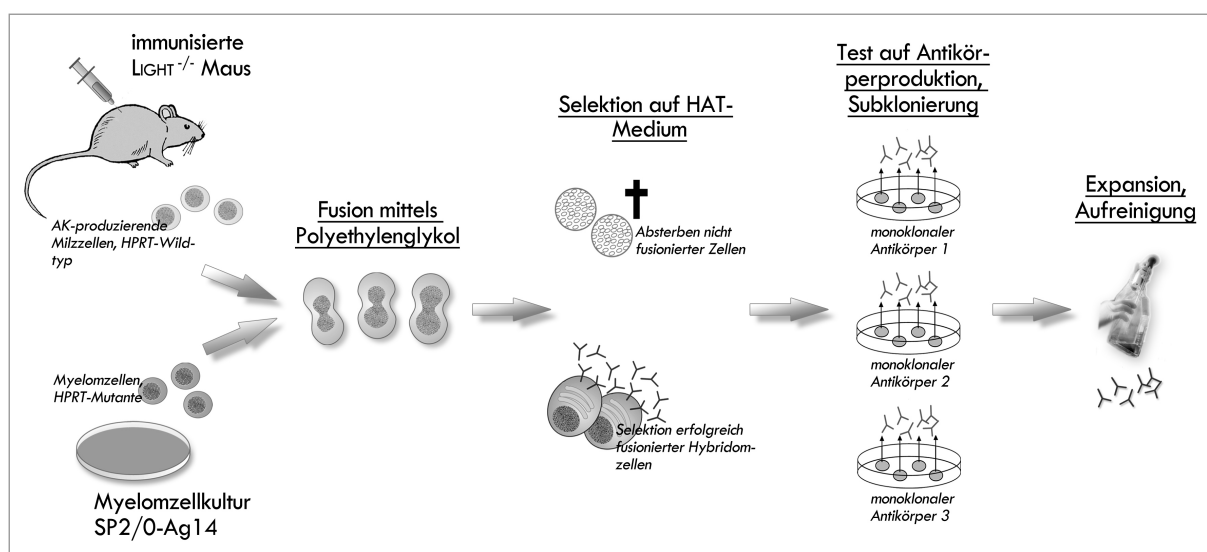 immunisierte
LIGHT -/- Maus
AK-produzierende
Milzzellen, HPRT-Wild-
typ
Myelomzellen,
HPRT-Mutante
Myelomzellkultur
SP2/0-Ag14
Fusion mittels
Polyethylenglykol
Selektion auf HAT-
Medium
Absterben nicht
fusionierter Zellen
Selektion erfolgreich
fusionierter Hybridom-
zellen
Test auf Antikör-
perproduktion,
Subklonierung
monoklonaler
Antikörper 1
monoklonaler
Antikörper 2
monoklonaler
Antikörper 3
Expansion,
Aufreinigung